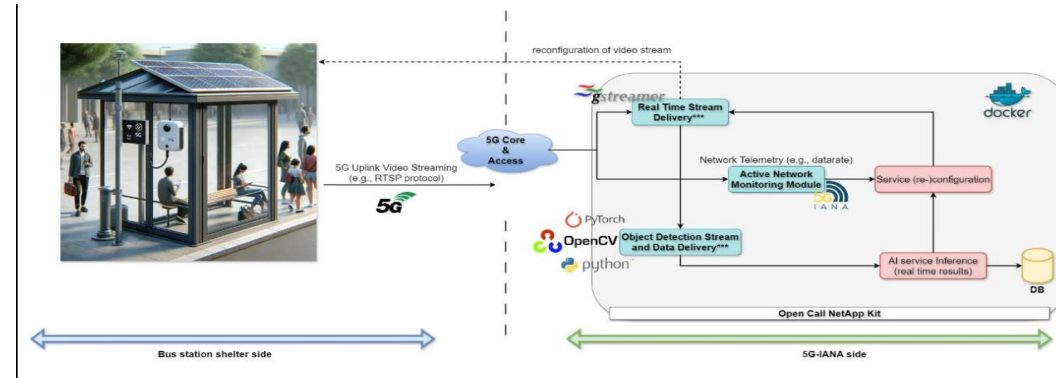 reconfiguration of video stream
gstreamer
docker
Real Time Stream
Delivery***
5G Core
&
Access
5G Uplink Video Streaming
(e.g., RTSP protocol)
5G
Network Telemetry (e.g., datarate)
Active Network
Monitoring Module
5G
IANA
Service (re-)configuration
PyTorch
OpenCV
python
Object Detection Stream
and Data Delivery***
AI service Inference
(real time results)
DB
Open Call NetApp Kit
Bus station shelter side
5G-IANA side